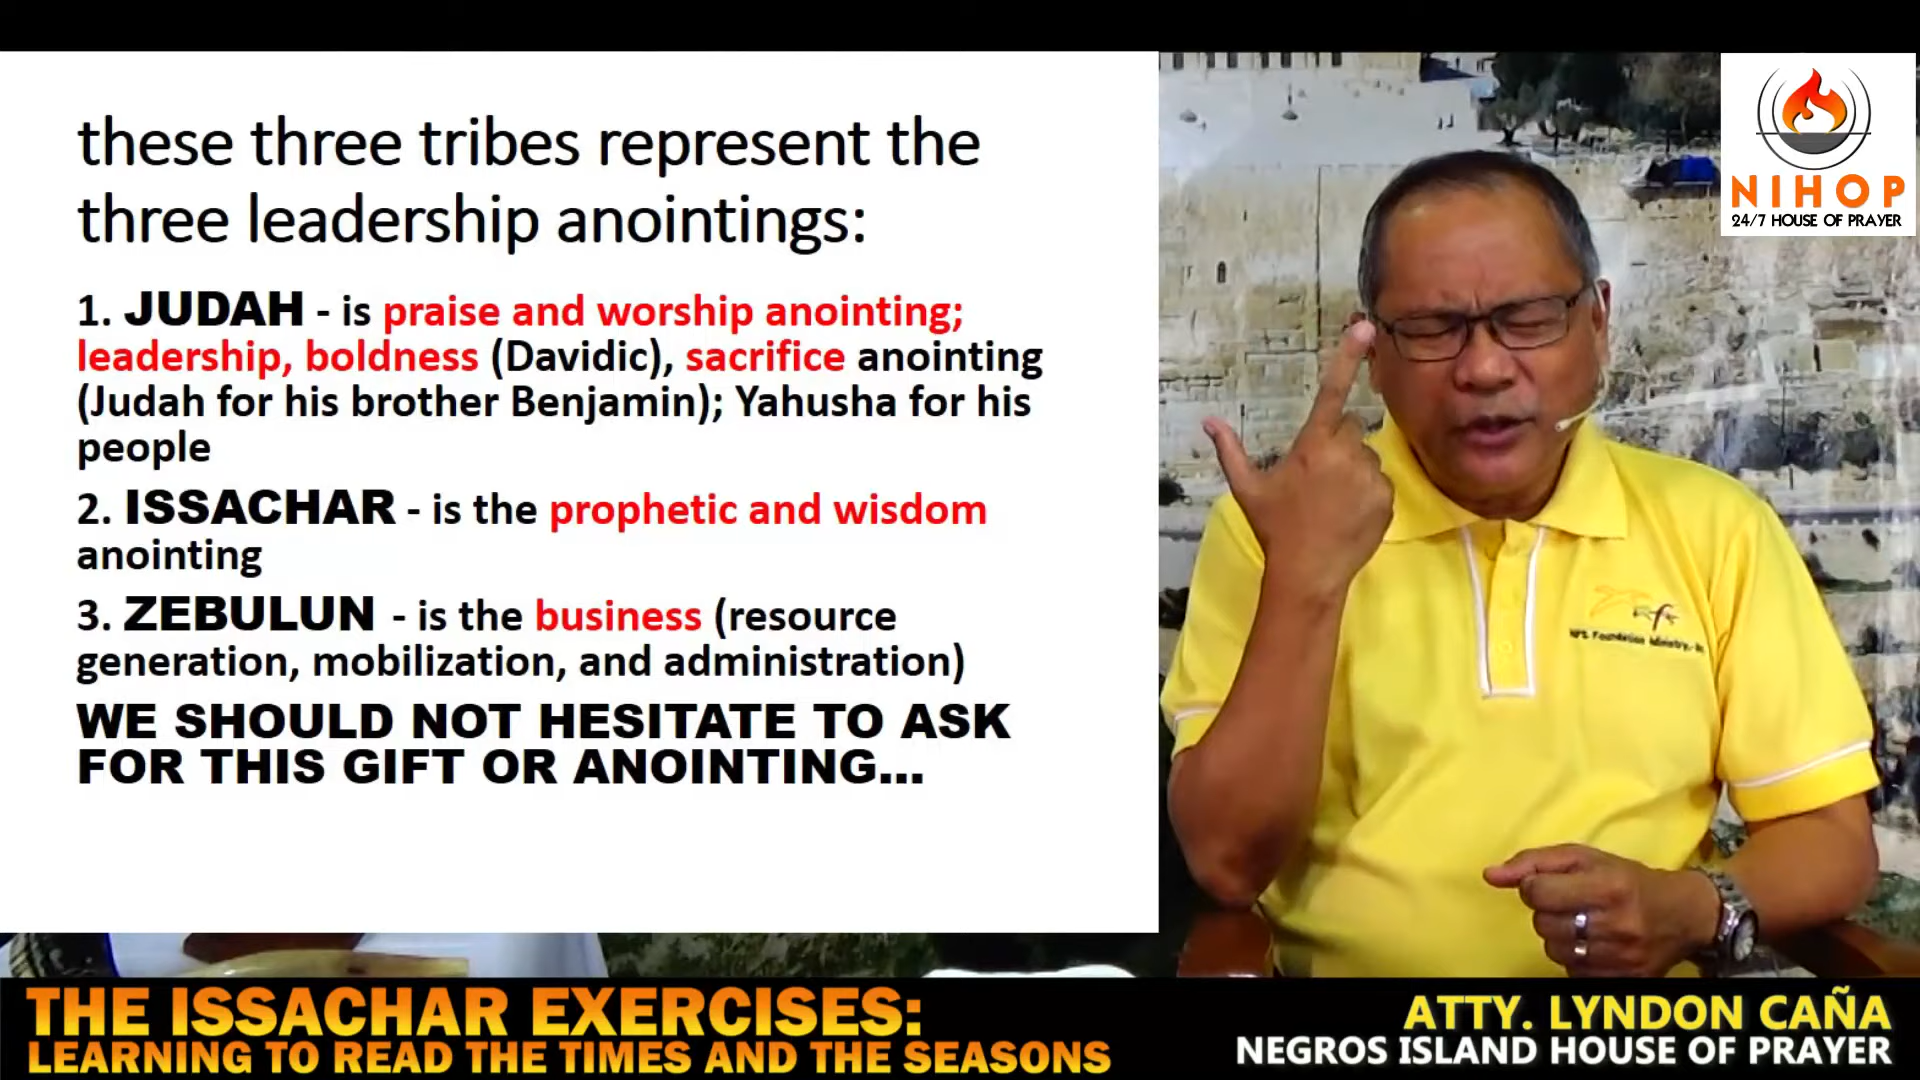 these three tribes represent the
three leadership anointings:
1. JUDAH - is praise and worship anointing;
leadership, boldness (Davidic), sacrifice anointing
(Judah for his brother Benjamin); Yahusha for his
people
2. ISSACHAR - is the prophetic and wisdom
anointing
3. ZEBULUN - is the business (resource
generation, mobilization, and administration)
WE SHOULD NOT HESITATE TO ASK
FOR THIS GIFT OR ANOINTING...
NIHOP
24/7 HOUSE OF PRAYER
Foundation Ministry,
THE ISSACHAR EXERCISES:
LEARNING TO READ THE TIMES AND THE SEASONS
ATTY. LYNDON CAÑA
NEGROS ISLAND HOUSE OF PRAYER